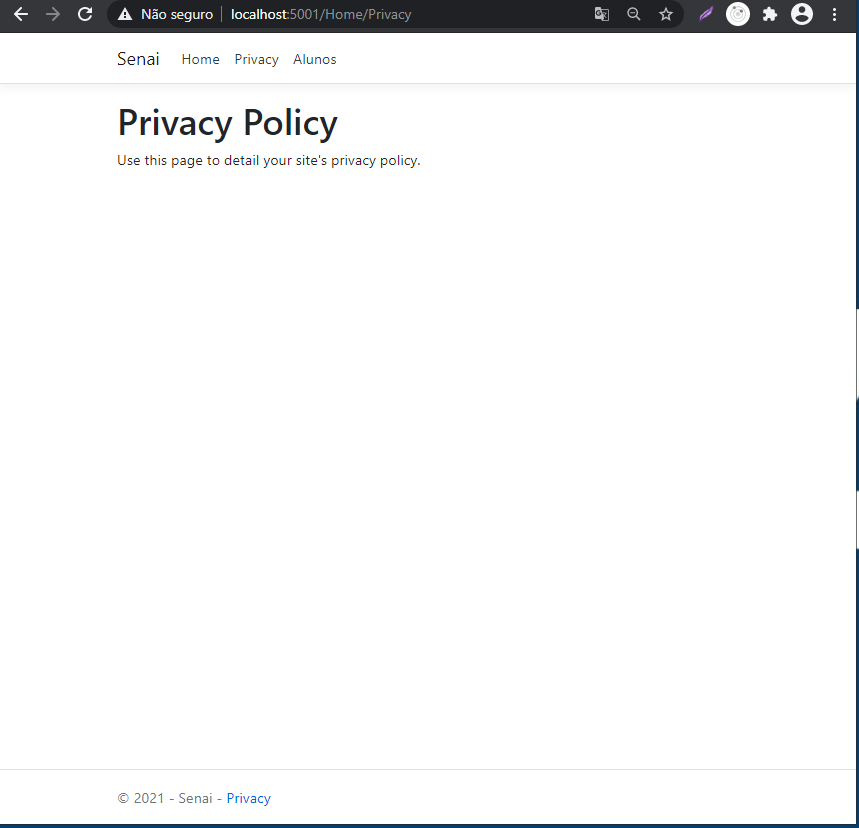 Não seguro localhost:5001/Home/Privacy
Senai Home Privacy Alunos
Privacy Policy
Use this page to detail your site's privacy policy.
© 2021 - Senai - Privacy